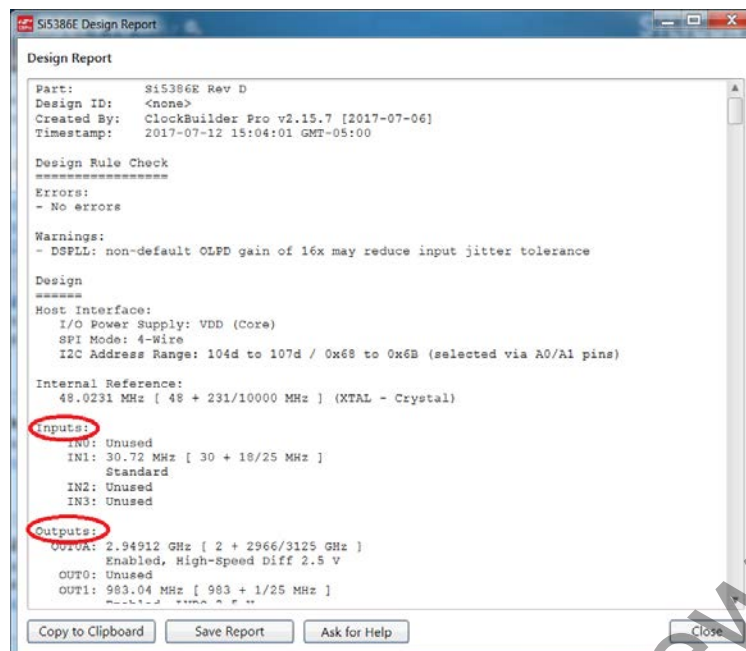 Si5386E Design Report
Design Report
Part: Si5386E Rev D
Design ID: <none>
Created By: ClockBuilder Pro v2.15.7 [2017-07-06]
Timestamp: 2017-07-12 15:04:01 GMT-05:00
Design Rule Check
=================
Errors:
- No errors
Warnings:
- DSPLL: non-default OLPD gain of 16x may reduce input jitter tolerance
Design
======
Host Interface:
I/O Power Supply: VDD (Core)
SPI Mode: 4-Wire
I2C Address Range: 104d to 107d / 0x68 to 0x6B (selected via A0/A1 pins)
Internal Reference:
48.0231 MHz [ 48 + 231/10000 MHz ] (XTAL - Crystal)
Inputs:
IN0: Unused
IN1: 30.72 MHz [ 30 + 18/25 MHz ]
Standard
IN2: Unused
IN3: Unused
Outputs:
OUT0A: 2.94912 GHz [ 2 + 2966/3125 GHz ]
Enabled, High-Speed Diff 2.5 V
OUT0: Unused
OUT1: 983.04 MHz [ 983 + 1/25 MHz ]
Copy to Clipboard Save Report Ask for Help Close